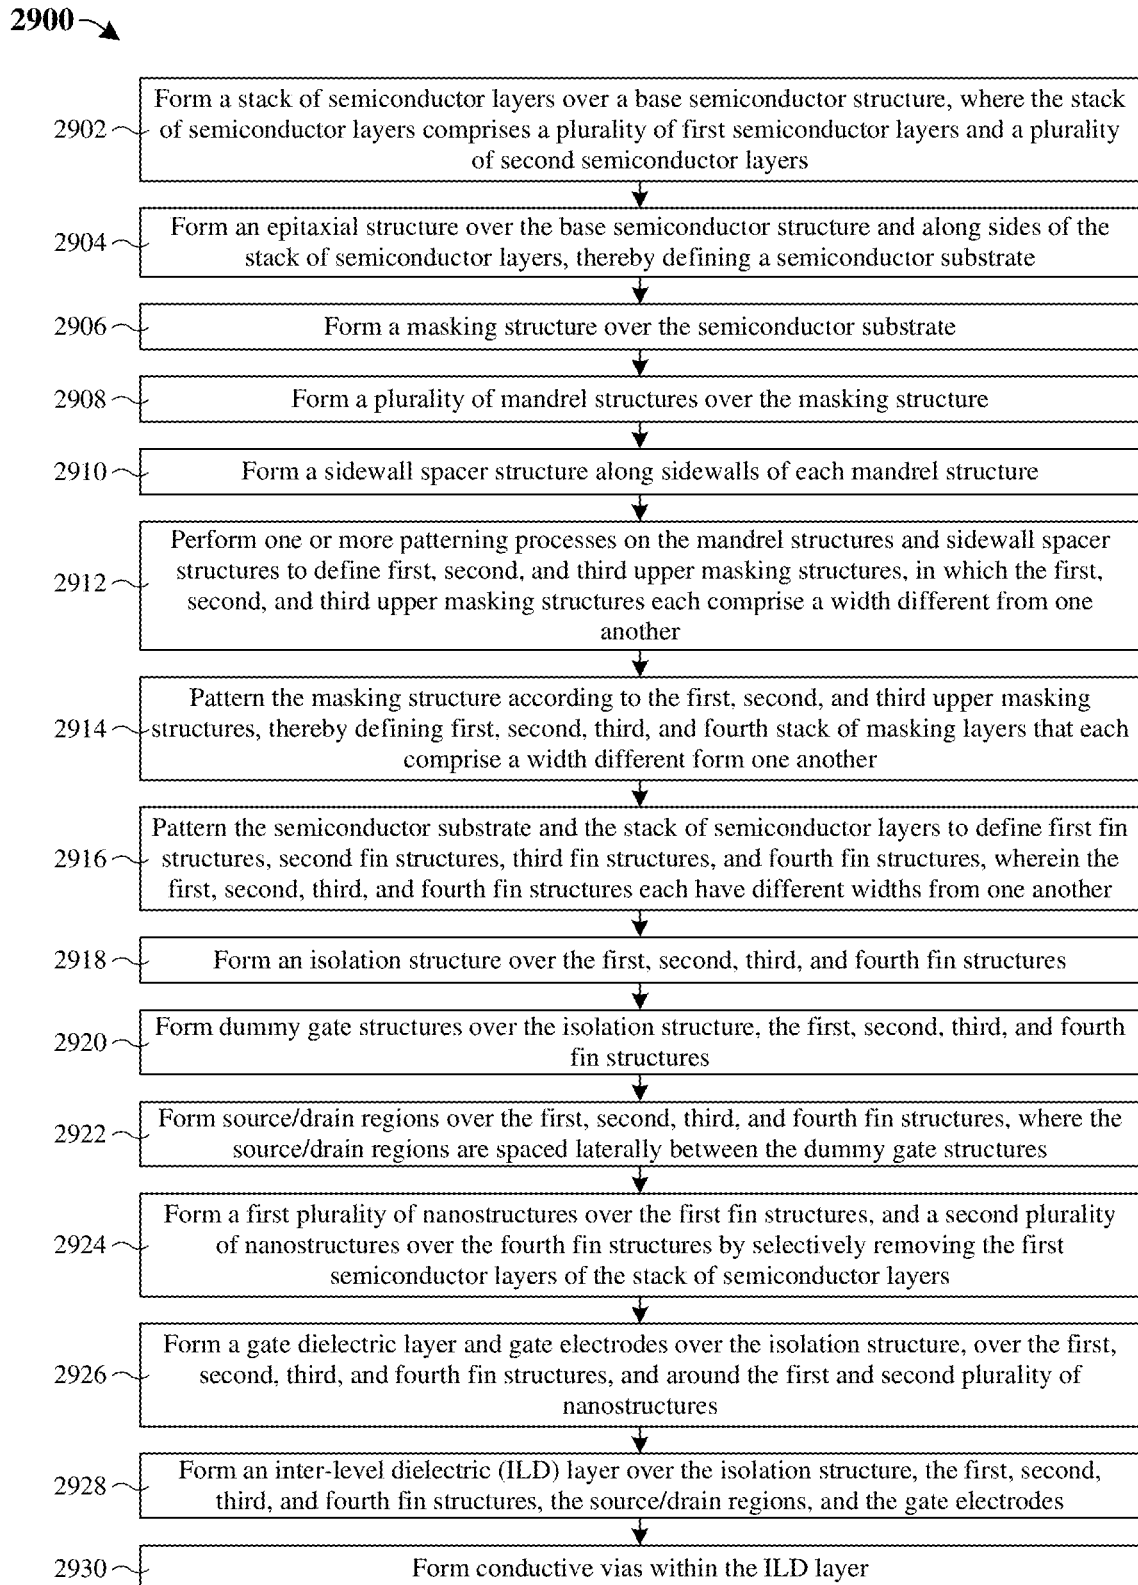 2900
2902
Form a stack of semiconductor layers over a base semiconductor structure, where the stack
of semiconductor layers comprises a plurality of first semiconductor layers and a plurality
of second semiconductor layers
2904
Form an epitaxial structure over the base semiconductor structure and along sides of the
stack of semiconductor layers, thereby defining a semiconductor substrate
2906
Form a masking structure over the semiconductor substrate
2908
Form a plurality of mandrel structures over the masking structure
2910
Form a sidewall spacer structure along sidewalls of each mandrel structure
2912
Perform one or more patterning processes on the mandrel structures and sidewall spacer
structures to define first, second, and third upper masking structures, in which the first,
second, and third upper masking structures each comprise a width different from one
another
2914
Pattern the masking structure according to the first, second, and third upper masking
structures, thereby defining first, second, third, and fourth stack of masking layers that each
comprise a width different form one another
2916
Pattern the semiconductor substrate and the stack of semiconductor layers to define first fin
structures, second fin structures, third fin structures, and fourth fin structures, wherein the
first, second, third, and fourth fin structures each have different widths from one another
2918
Form an isolation structure over the first, second, third, and fourth fin structures
2920
Form dummy gate structures over the isolation structure, the first, second, third, and fourth
fin structures
2922
Form source/drain regions over the first, second, third, and fourth fin structures, where the
source/drain regions are spaced laterally between the dummy gate structures
2924
Form a first plurality of nanostructures over the first fin structures, and a second plurality
of nanostructures over the fourth fin structures by selectively removing the first
semiconductor layers of the stack of semiconductor layers
2926
Form a gate dielectric layer and gate electrodes over the isolation structure, over the first,
second, third, and fourth fin structures, and around the first and second plurality of
nanostructures
2928
Form an inter-level dielectric (ILD) layer over the isolation structure, the first, second,
third, and fourth fin structures, the source/drain regions, and the gate electrodes
2930
Form conductive vias within the ILD layer